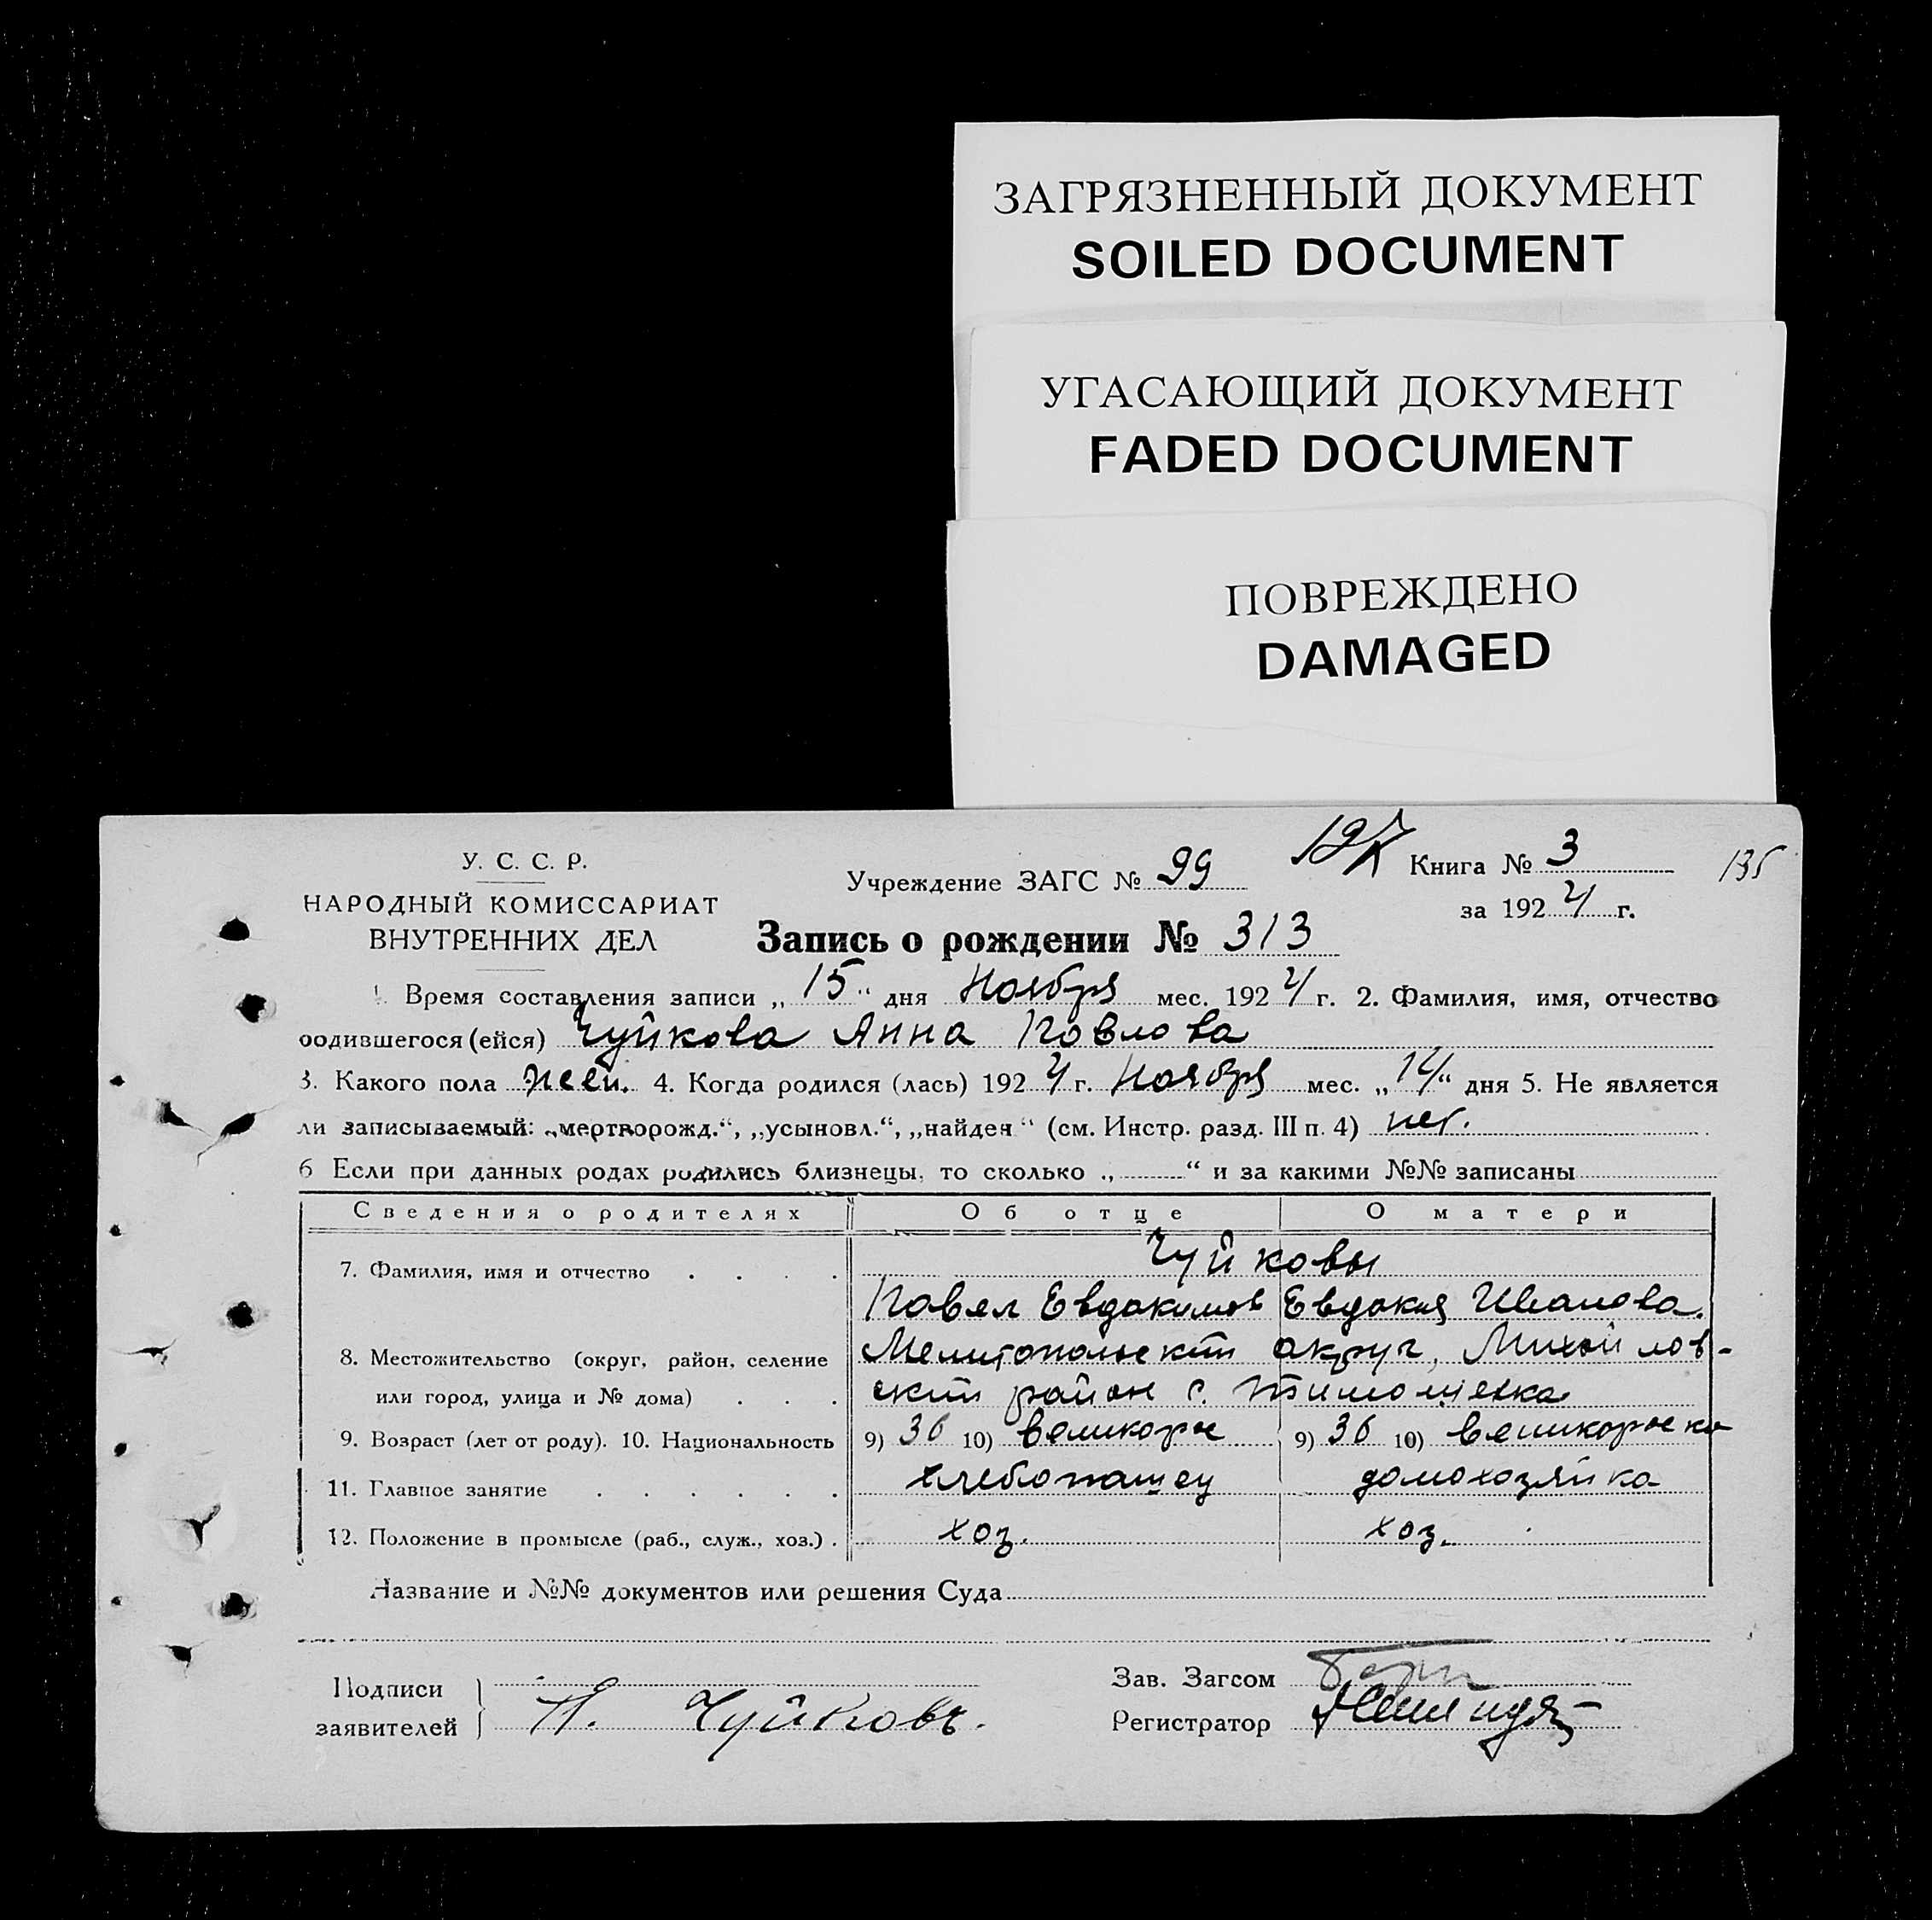 ЗАГРЯЗНЕННЫЙ ДОКУМЕНТ
SOILED DOCUMENT
УГАСАЮЩИЙ ДОКУМЕНТ
FADED DOCUMENT
ПОВРЕЖДЕНО
DAMAGED
У. С. С. Р.
НАРОДНЫЙ КОМИССАРИАТ
ВНУТРЕННИХ ДЕЛ
Учреждение ЗАГС № 99
Книга № 3
135
за 1924 г.
Запись о рождении № 313
1. Время составления записи „15“ дня Ноября мес. 1924 г. 2. Фамилия, имя, отчество
родившегося (ейся) Чуйкова Анна Павлова
3. Какого пола жен. 4. Когда родился (лась) 1924 г. Ноября мес. „14“ дня 5. Не является
ли записываемый: „мертворожд.“, „усыновл.“, „найден“ (см. Инстр. разд. III п. 4) нет.
6 Если при данных родах родились близнецы, то сколько „ “ и за какими №№ записаны
Сведения о родителях Об отце О матери
7. Фамилия, имя и отчество Чуйковы
Павел Евдокимов Евдокия Иванова.
8. Местожительство (округ, район, селение Мелитопольский округ, Михайлов-
или город, улица и № дома) ский район с. Тимошевка
9. Возраст (лет от роду). 10. Национальность 9) 36 10) великорос 9) 36 10) великороска
11. Главное занятие хлебопашец домохозяйка
12. Положение в промысле (раб., служ., хоз.) хоз. хоз.
Название и №№ документов или решения Суда
Подписи
заявителей П. Чуйковъ.
Зав. Загсом
Регистратор